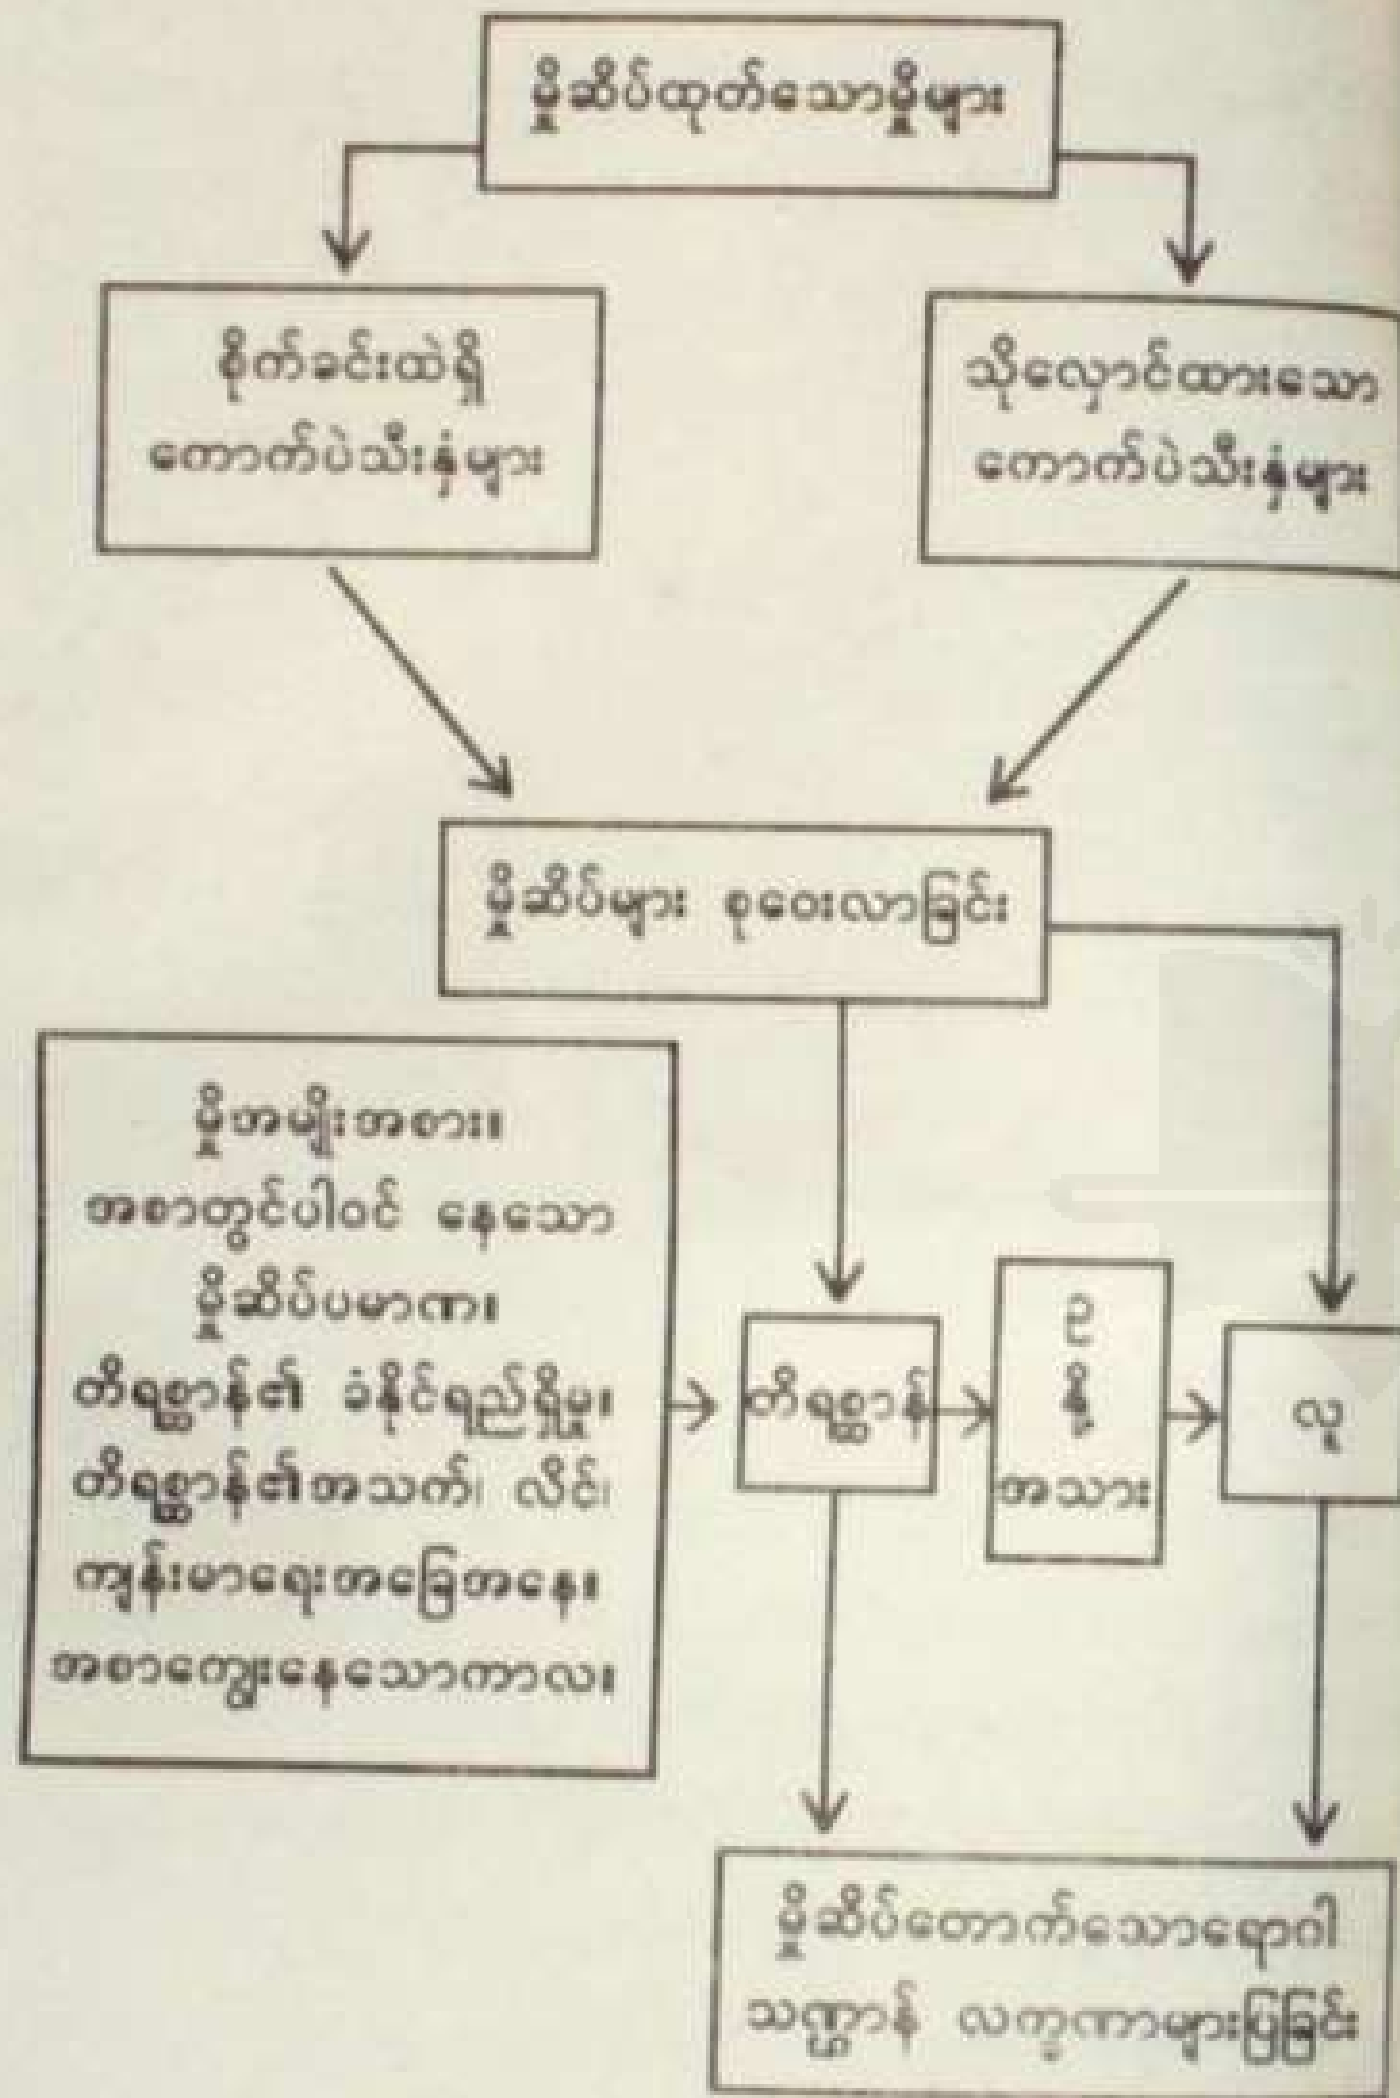 မှိုဆိပ်ထုတ်သောမှိုများ
စိုက်ခင်းထဲရှိ
ကောက်ပဲသီးနှံများ
သိုလှောင်ထားသော
ကောက်ပဲသီးနှံများ
မှိုဆိပ်များ စုဝေးလာခြင်း
မှိုအမျိုးအစား။
အစာတွင်ပါဝင် နေသော
မှိုဆိပ်ပမာဏ။
တိရစ္ဆာန်၏ ခံနိုင်ရည်ရှိမှု။
တိရစ္ဆာန်၏အသက်၊ လိင်၊
ကျန်းမာရေးအခြေအနေ။
အစာကျွေးနေသောကာလ။
တိရစ္ဆာန်
ဥ
နို့
အသား
လူ
မှိုဆိပ်တောက်သောရောဂါ
သဏ္ဌာန် လက္ခဏာများပြခြင်း